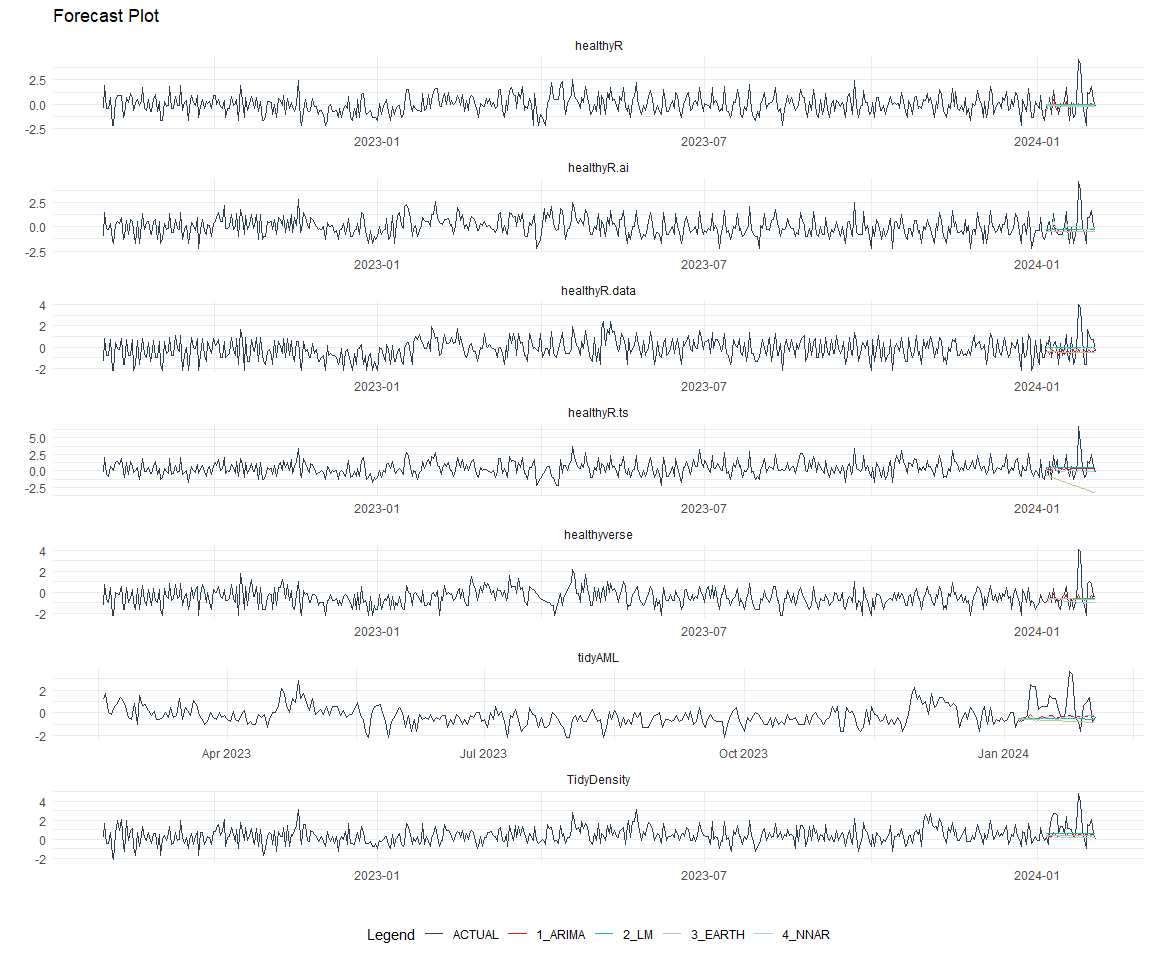 Forecast Plot
healthyR
2.5
0.0
-2.5
2023-01 2023-07 2024-01
healthyR.ai
2.5
0.0
-2.5
2023-01 2023-07 2024-01
healthyR.data
4
2
0
-2
2023-01 2023-07 2024-01
healthyR.ts
5.0
2.5
0.0
-2.5
2023-01 2023-07 2024-01
healthyverse
4
2
0
-2
2023-01 2023-07 2024-01
tidyAML
2
0
-2
Apr 2023 Jul 2023 Oct 2023 Jan 2024
TidyDensity
4
2
0
-2
2023-01 2023-07 2024-01
Legend ACTUAL 1_ARIMA 2_LM 3_EARTH 4_NNAR